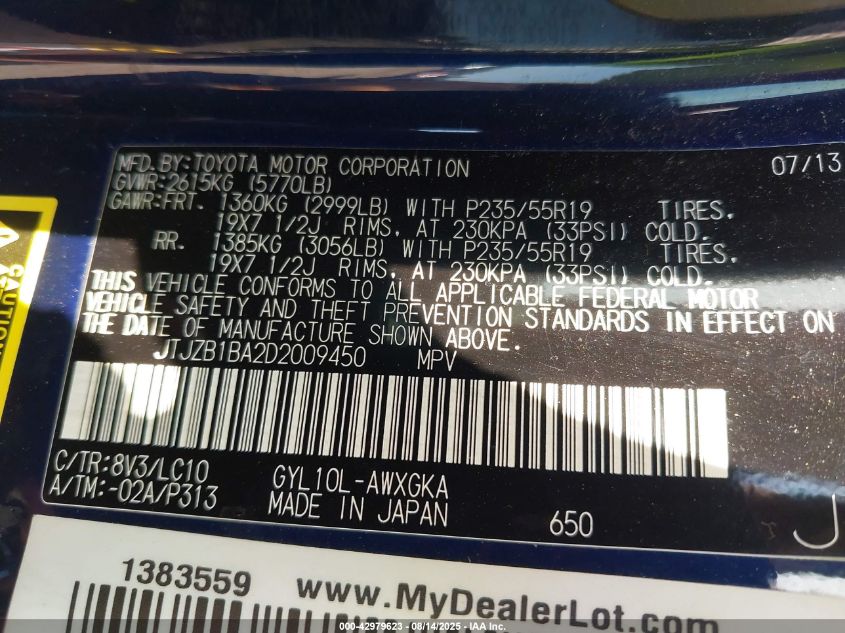 MFD. BY: TOYOTA MOTOR CORPORATION 07/13
GVWR: 2615KG (5770LB)
GAWR: FRT. 1360KG (2999LB) WITH P235/55R19 TIRES,
19X7 1/2J RIMS, AT 230KPA (33PSI) COLD.
RR. 1385KG (3056LB) WITH P235/55R19 TIRES,
19X7 1/2J RIMS, AT 230KPA (33PSI) COLD.
THIS VEHICLE CONFORMS TO ALL APPLICABLE FEDERAL MOTOR
VEHICLE SAFETY AND THEFT PREVENTION STANDARDS IN EFFECT ON
THE DATE OF MANUFACTURE SHOWN ABOVE.
JTJZB1BA2D2009450 MPV
C/TR: 8V3/LC10 GYL10L-AWXGKA
A/TM: -02A/P313 MADE IN JAPAN 650
J
CAUTION
1383559 www.MyDealerLot.com
000-42979623 - 08/14/2025 - IAA Inc.